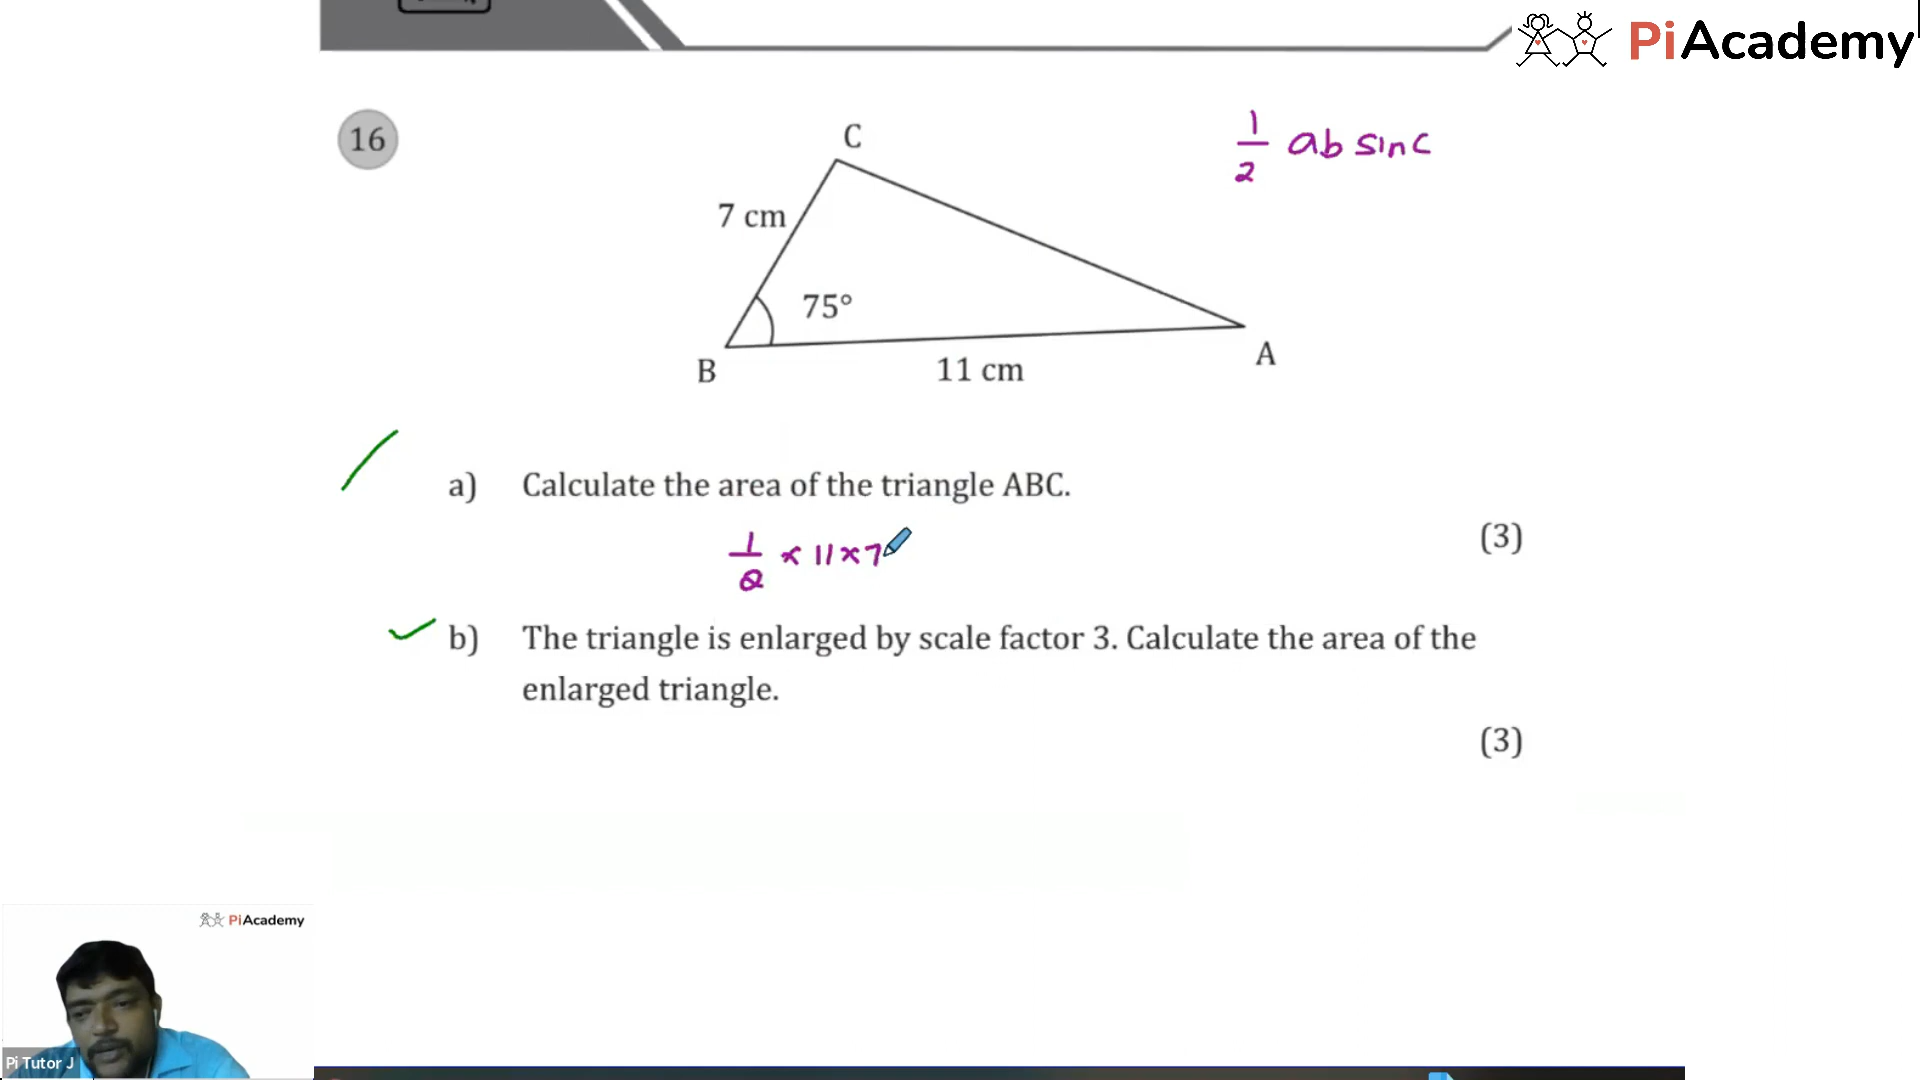 PiAcademy
16
C
1/2 ab sin c
7 cm
75°
B
11 cm
A
a) Calculate the area of the triangle ABC.
(3)
1/2 × 11 × 7
b) The triangle is enlarged by scale factor 3. Calculate the area of the
enlarged triangle.
(3)
PiAcademy
Pi Tutor J